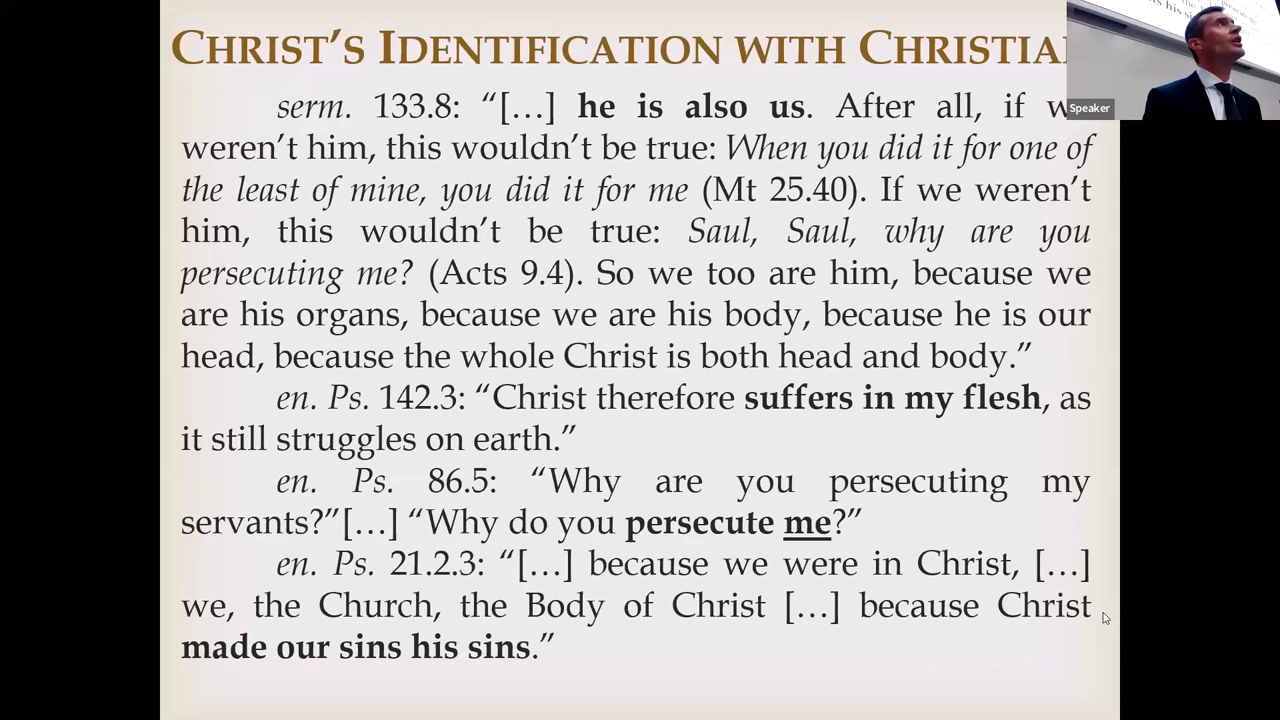 CHRIST'S IDENTIFICATION WITH CHRISTIA
serm. 133.8: “[…] he is also us. After all, if w
weren’t him, this wouldn’t be true: When you did it for one of
the least of mine, you did it for me (Mt 25.40). If we weren’t
him, this wouldn’t be true: Saul, Saul, why are you
persecuting me? (Acts 9.4). So we too are him, because we
are his organs, because we are his body, because he is our
head, because the whole Christ is both head and body.”
en. Ps. 142.3: “Christ therefore suffers in my flesh, as
it still struggles on earth.”
en. Ps. 86.5: “Why are you persecuting my
servants?”[…] “Why do you persecute me?”
en. Ps. 21.2.3: “[…] because we were in Christ, […]
we, the Church, the Body of Christ […] because Christ
made our sins his sins.”
Speaker